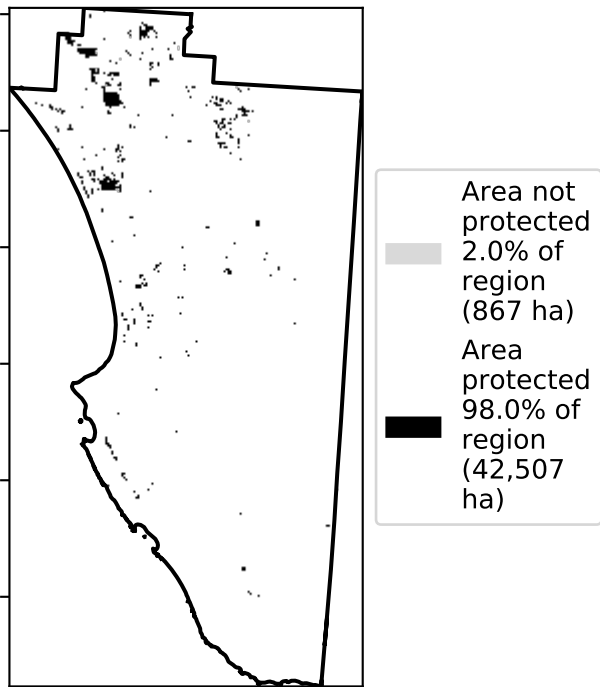 Area not
protected
2.0% of
region
(867 ha)
Area
protected
98.0% of
region
(42,507
ha)